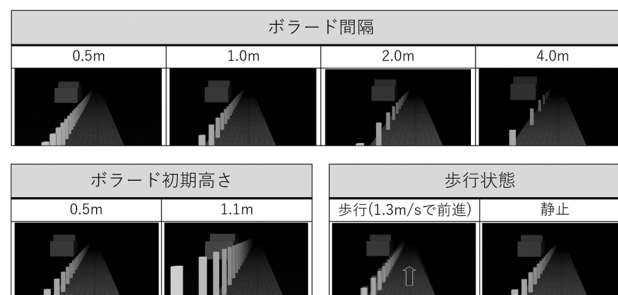 ボラード間隔
0.5m 1.0m 2.0m 4.0m
ボラード初期高さ 歩行状態
0.5m 1.1m 歩行(1.3m/sで前進) 静止